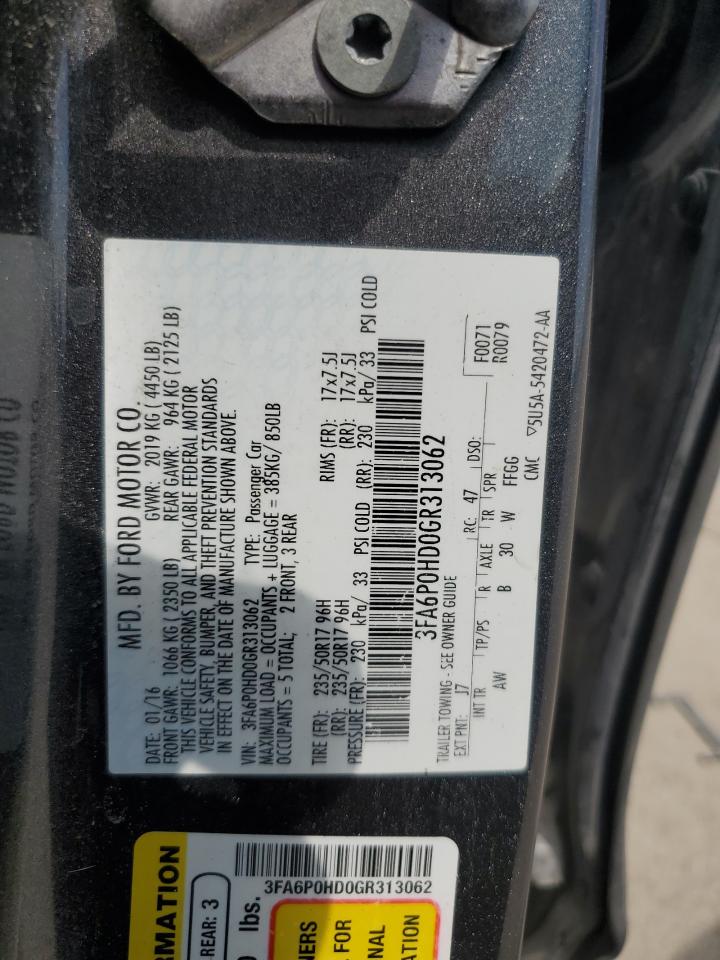 MFD. BY FORD MOTOR CO.
DATE: 01/16 GVWR: 2019 KG ( 4450 LB)
FRONT GAWR: 1066 KG ( 2350 LB) REAR GAWR: 964 KG ( 2125 LB)
THIS VEHICLE CONFORMS TO ALL APPLICABLE FEDERAL MOTOR
VEHICLE SAFETY, BUMPER, AND THEFT PREVENTION STANDARDS
IN EFFECT ON THE DATE OF MANUFACTURE SHOWN ABOVE.
VIN: 3FA6P0HD0GR313062 TYPE: Passenger Car
MAXIMUM LOAD = OCCUPANTS + LUGGAGE = 385KG/ 850LB
OCCUPANTS = 5 TOTAL; 2 FRONT, 3 REAR
TIRE (FR): 235/50R17 96H RIMS (FR): 17x7.5J
(RR): 235/50R17 96H (RR): 17x7.5J
PRESSURE (FR): 230 kPa/ 33 PSI COLD (RR): 230 kPa/ 33 PSI COLD
3FA6P0HD0GR313062
TRAILER TOWING - SEE OWNER GUIDE
EXT PNT: J7 RC: 47 DSO: F0071
R0079
INT TR TP/PS R AXLE TR SPR
AW B 30 W FFGG
CMC ▽5U5A-5420472-AA
RMATION
REAR: 3
lbs.
3FA6P0HD0GR313062
NERS
FOR
NAL
ATION